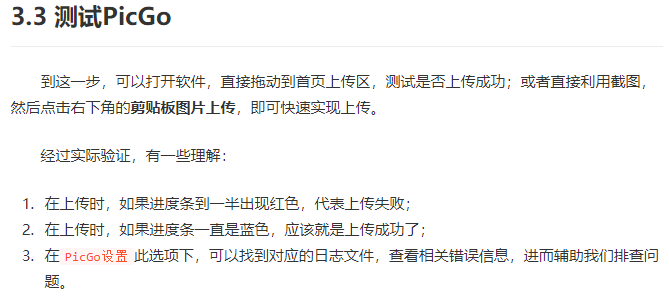 3.3 测试PicGo
到这一步，可以打开软件，直接拖动到首页上传区，测试是否上传成功；或者直接利用截图，
然后点击右下角的剪贴板图片上传，即可快速实现上传。
经过实际验证，有一些理解：
1. 在上传时，如果进度条到一半出现红色，代表上传失败；
2. 在上传时，如果进度条一直是蓝色，应该就是上传成功了；
3. 在 PicGo设置 此选项下，可以找到对应的日志文件，查看相关错误信息，进而辅助我们排查问
题。